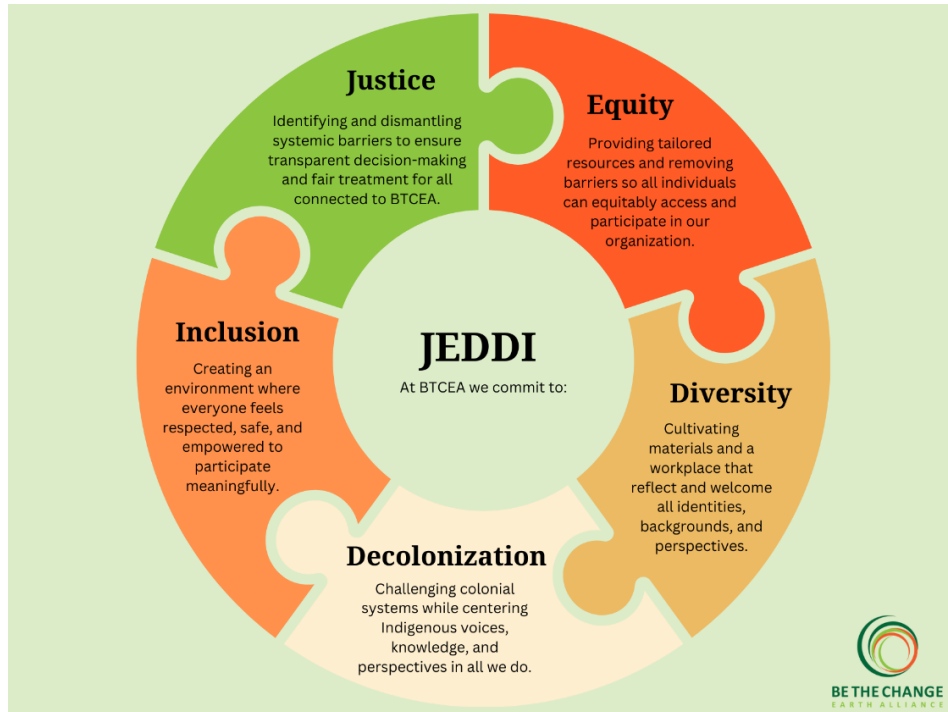 Justice
Identifying and dismantling
systemic barriers to ensure
transparent decision-making
and fair treatment for all
connected to BTCEA.
Equity
Providing tailored
resources and removing
barriers so all individuals
can equitably access and
participate in our
organization.
Diversity
Cultivating
materials and a
workplace that
reflect and welcome
all identities,
backgrounds, and
perspectives.
Decolonization
Challenging colonial
systems while centering
Indigenous voices,
knowledge, and
perspectives in all we do.
Inclusion
Creating an
environment where
everyone feels
respected, safe, and
empowered to
participate
meaningfully.
JEDDI
At BTCEA we commit to:
BE THE CHANGE
EARTH ALLIANCE